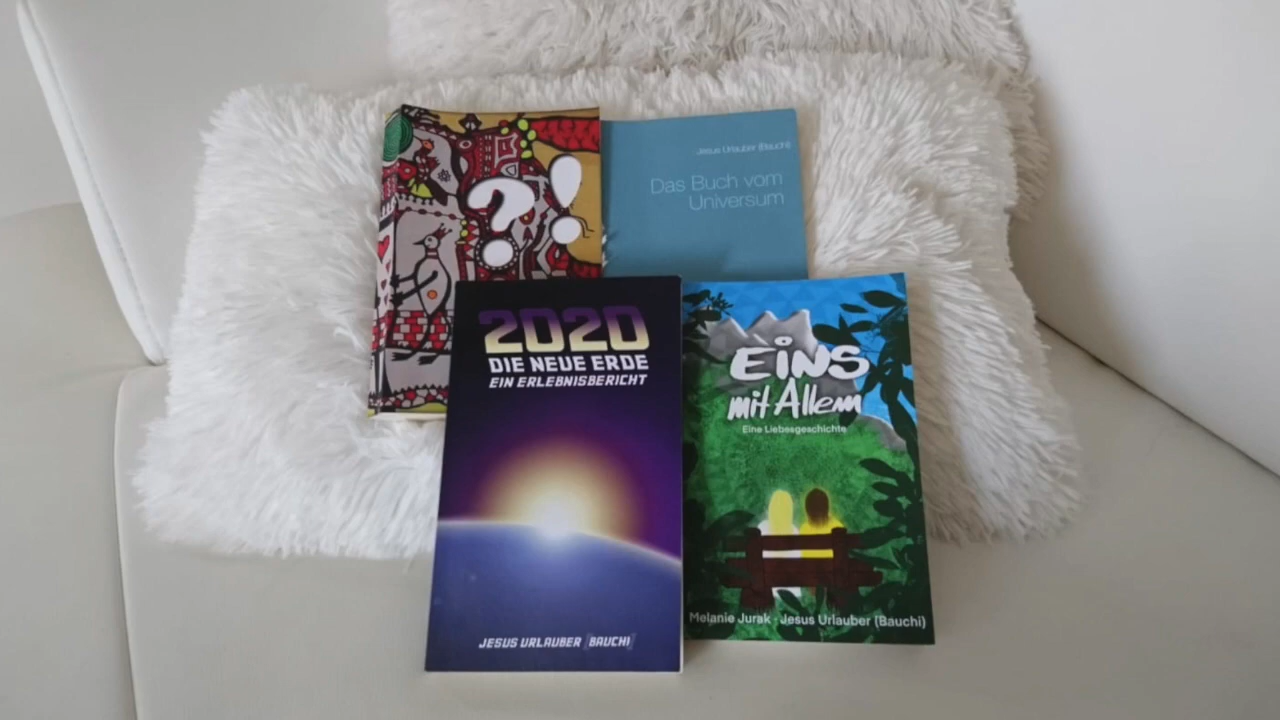 ?!
Jesus Urlauber (Bauchi)
Das Buch vom
Universum
2020
DIE NEUE ERDE
EIN ERLEBNISBERICHT
JESUS URLAUBER (BAUCHI)
EiNS
mit Allem
Eine Liebesgeschichte
Melanie Jurak · Jesus Urlauber (Bauchi)